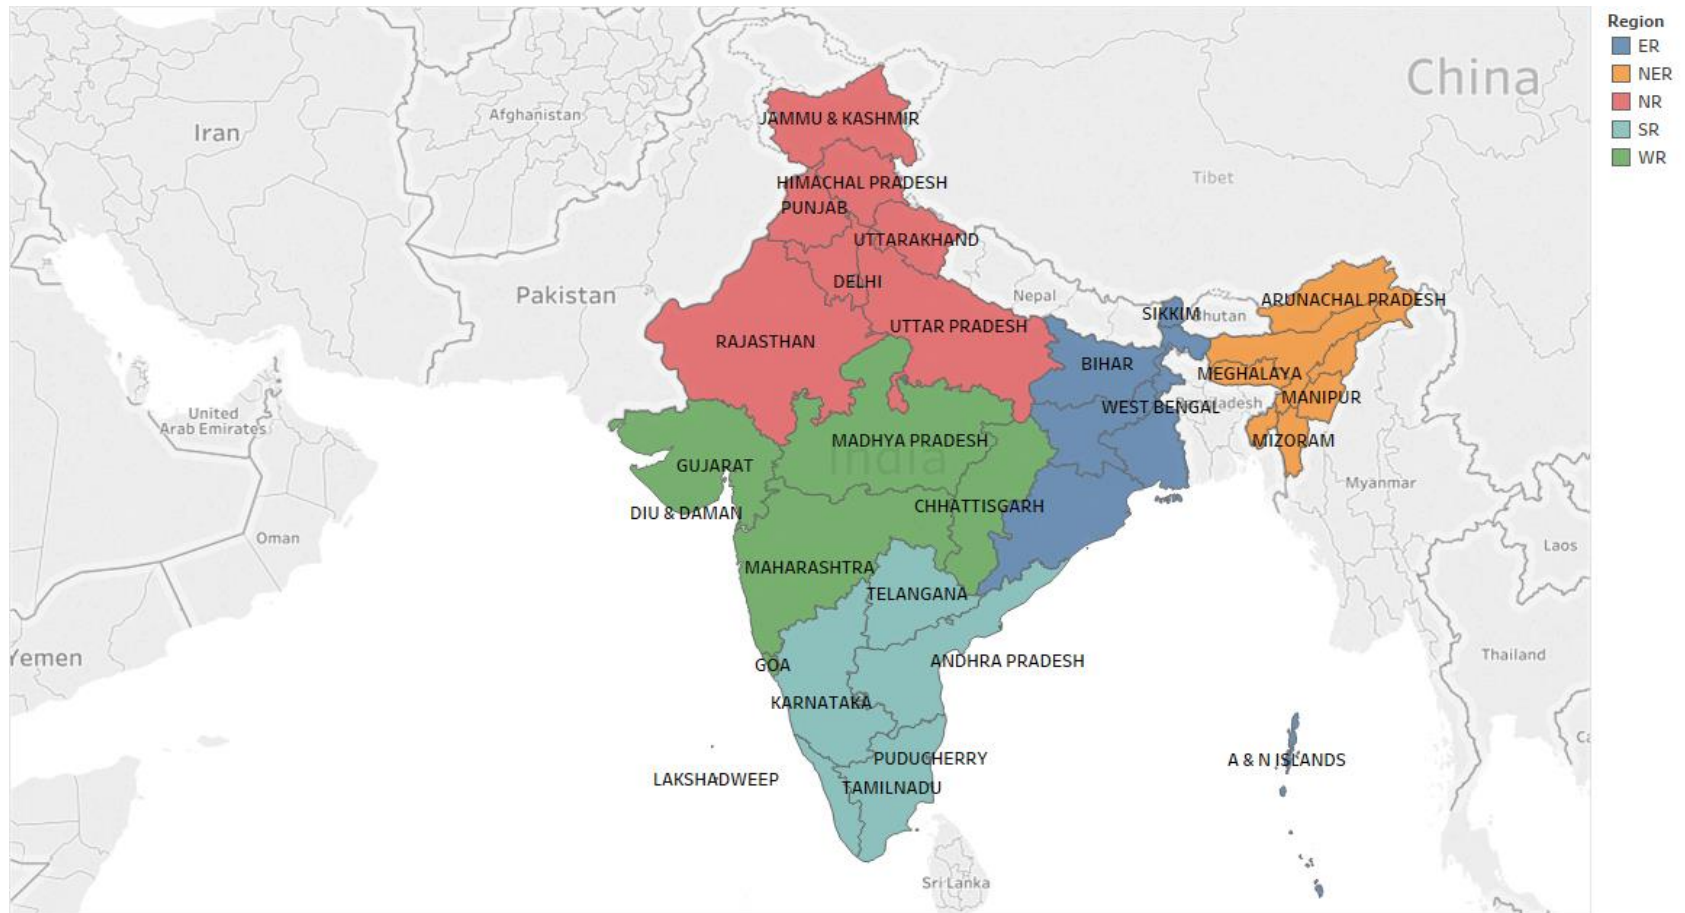 Region
ER
NER
NR
SR
WR
China
Iran
Afghanistan
JAMMU & KASHMIR
Tibet
HIMACHAL PRADESH
PUNJAB
UTTARAKHAND
DELHI
Pakistan
Nepal
ARUNACHAL PRADESH
SIKKIM
Bhutan
UTTAR PRADESH
RAJASTHAN
BIHAR
MEGHALAYA
MANIPUR
WEST BENGAL
Bangladesh
United
Arab Emirates
MADHYA PRADESH
MIZORAM
India
GUJARAT
Myanmar
CHHATTISGARH
DIU & DAMAN
Oman
Laos
MAHARASHTRA
TELANGANA
Yemen
GOA
ANDHRA PRADESH
Thailand
KARNATAKA
PUDUCHERRY
A & N ISLANDS
LAKSHADWEEP
TAMILNADU
Sri Lanka